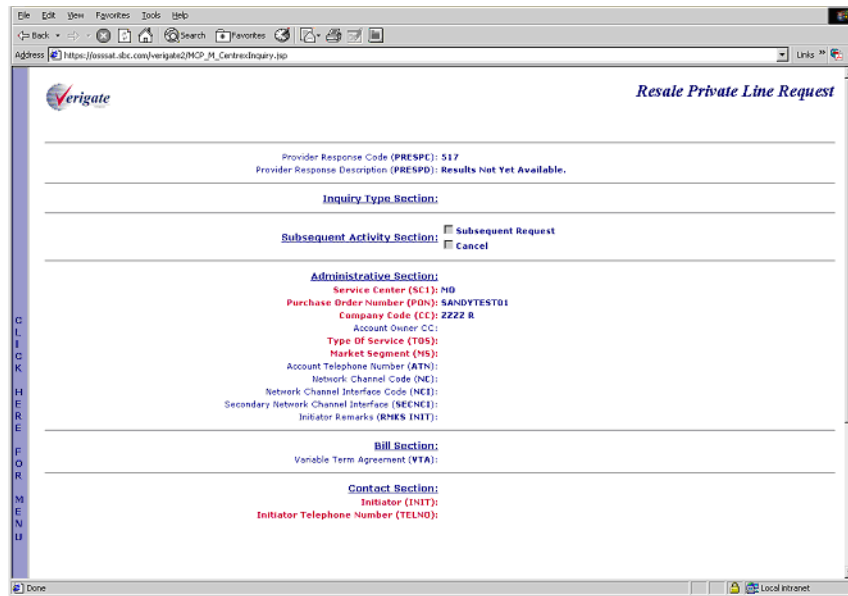 File Edit View Favorites Tools Help
Back Search Favorites
Address https://osssat.sbc.com/verigate2/MCP_M_CentrexInquiry.jsp Links »
Verigate
Resale Private Line Request
Provider Response Code (PRESPC): 517
Provider Response Description (PRESPD): Results Not Yet Available.
Inquiry Type Section:
Subsequent Activity Section: Subsequent Request
Cancel
Administrative Section:
Service Center (SC1): MO
Purchase Order Number (PON): SANDYTEST01
Company Code (CC): ZZZZ R
Account Owner CC:
Type Of Service (TOS):
Market Segment (MS):
Account Telephone Number (ATN):
Network Channel Code (NC):
Network Channel Interface Code (NCI):
Secondary Network Channel Interface (SECNCI):
Initiator Remarks (RMKS INIT):
Bill Section:
Variable Term Agreement (VTA):
Contact Section:
Initiator (INIT):
Initiator Telephone Number (TELNO):
CLICK HERE FOR MENU
Done Local intranet